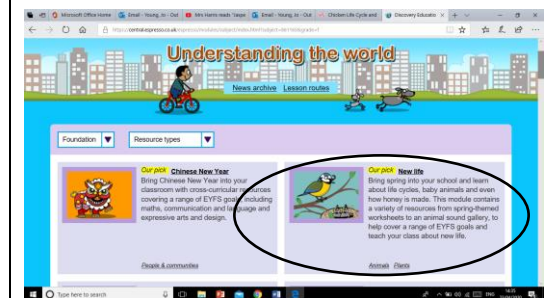 Microsoft Office Home
Email - Young, Jo - Out
Mrs Harris reads
Email - Young, Jo - Out
Chicken Life Cycle and
Discovery Educatio
Understanding the world
News archive Lesson routes
Foundation Resource types
Our pick Chinese New Year
Bring Chinese New Year into your
classroom with cross-curricular resources
covering a range of EYFS goals, including
maths, communication and language and
expressive arts and design.
People & communities
Our pick New life
Bring spring into your school and learn
about life cycles, baby animals and even
how honey is made. This module contains
a variety of resources from spring-themed
worksheets to an animal sound gallery, to
help cover a range of EYFS goals and
teach your class about new life.
Animals Plants
Type here to search
ENG